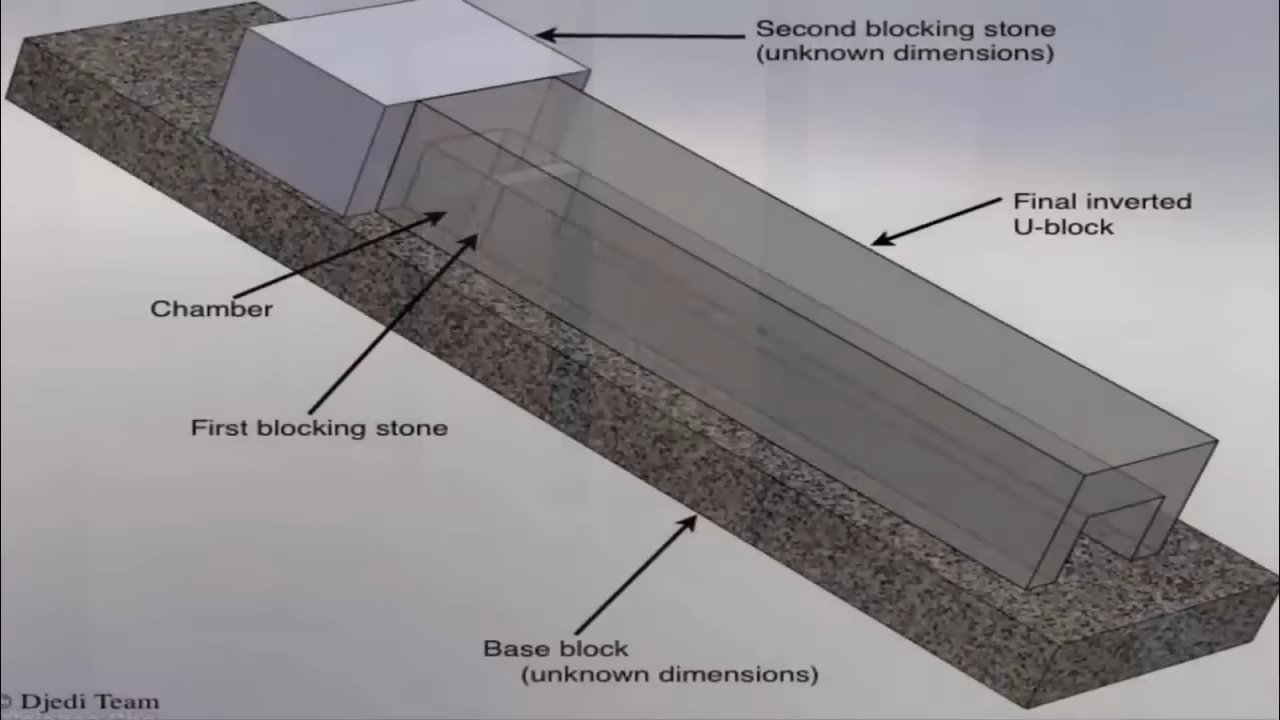 Second blocking stone
(unknown dimensions)
Final inverted
U-block
Chamber
First blocking stone
Base block
(unknown dimensions)
© Djedi Team